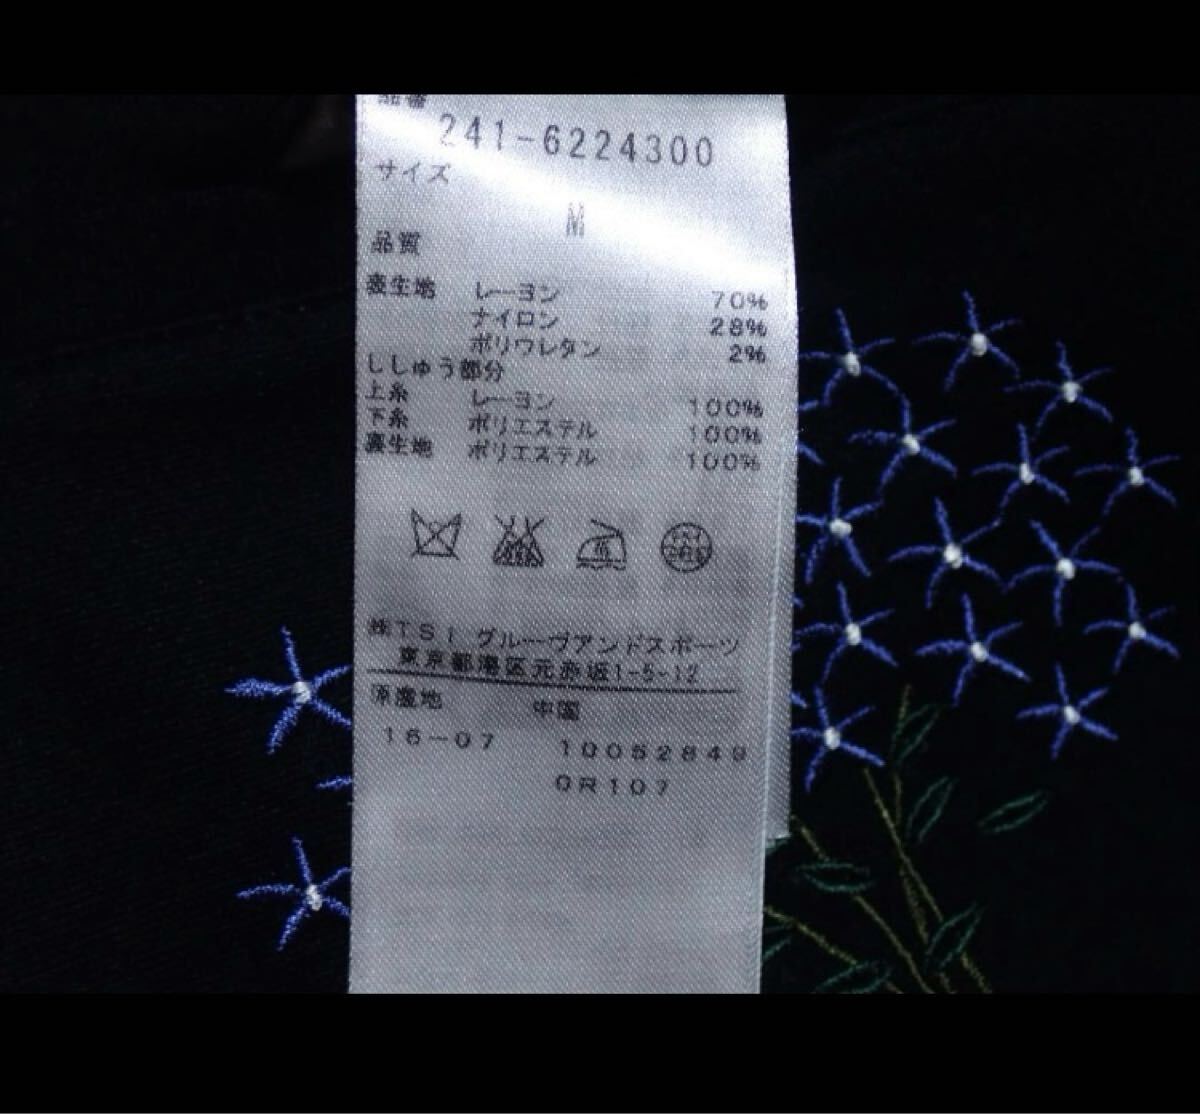 品番
241-6224300
サイズ
M
品質
表生地 レーヨン 70%
ナイロン 28%
ポリウレタン 2%
ししゅう部分
上糸 レーヨン 100%
下糸 ポリエステル 100%
裏生地 ポリエステル 100%
㈱TSI グルーヴアンドスポーツ
東京都港区元赤坂1-5-12
原産地 中国
16-07 10052849
0R107